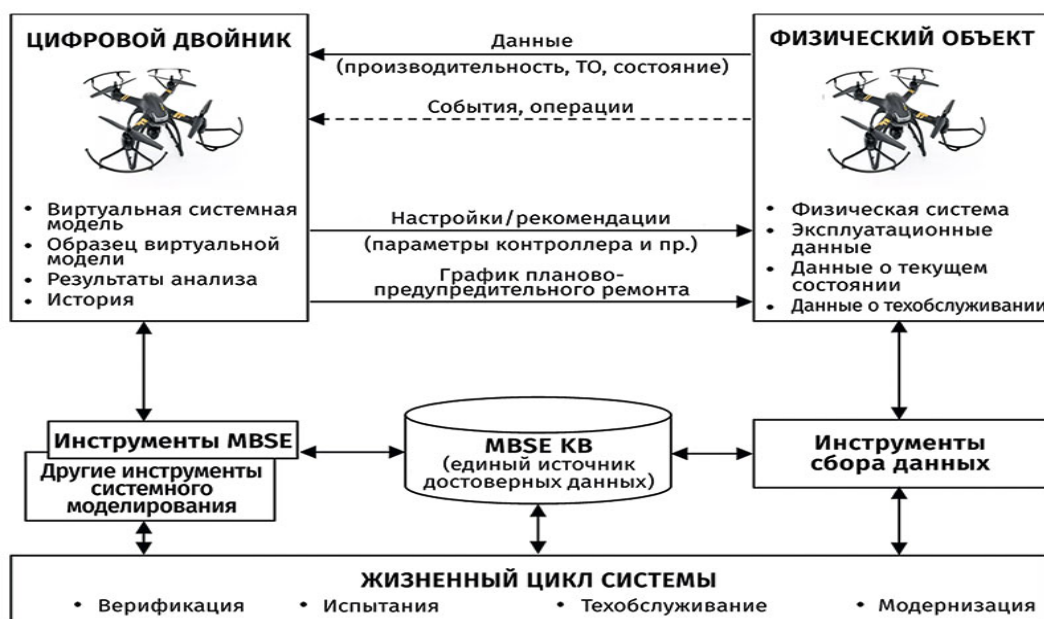 ЦИФРОВОЙ ДВОЙНИК
• Виртуальная системная
модель
• Образец виртуальной
модели
• Результаты анализа
• История
Данные
(производительность, ТО, состояние)
События, операции
Настройки/рекомендации
(параметры контроллера и пр.)
График планово-
предупредительного ремонта
ФИЗИЧЕСКИЙ ОБЪЕКТ
• Физическая система
• Эксплуатационные
данные
• Данные о текущем
состоянии
• Данные о техобслуживании
Инструменты MBSE
Другие инструменты
системного
моделирования
MBSE KB
(единый источник
достоверных данных)
Инструменты
сбора данных
ЖИЗНЕННЫЙ ЦИКЛ СИСТЕМЫ
• Верификация • Испытания • Техобслуживание • Модернизация